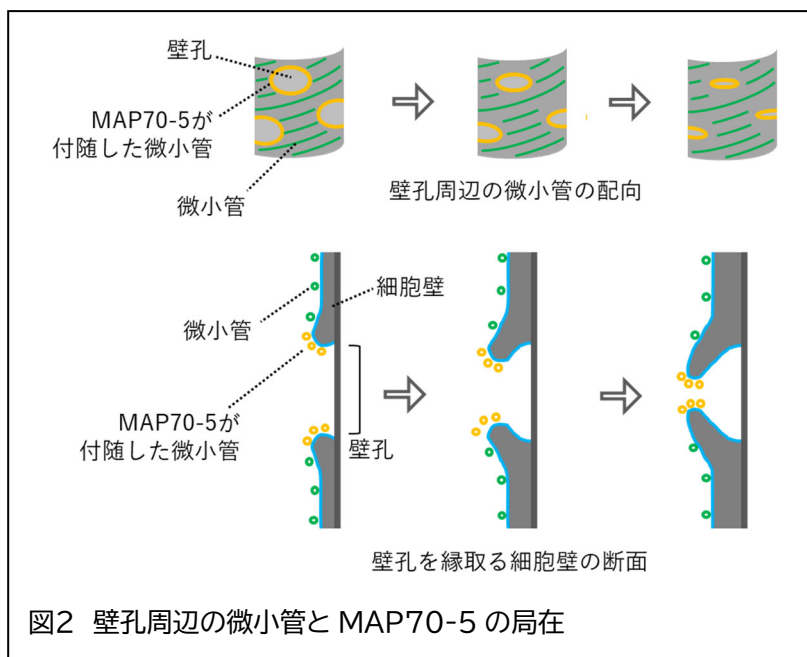 壁孔
MAP70-5が
付随した微小管
微小管
壁孔周辺の微小管の配向
細胞壁
微小管
MAP70-5が
付随した微小管
壁孔
壁孔を縁取る細胞壁の断面
図2 壁孔周辺の微小管と MAP70-5 の局在